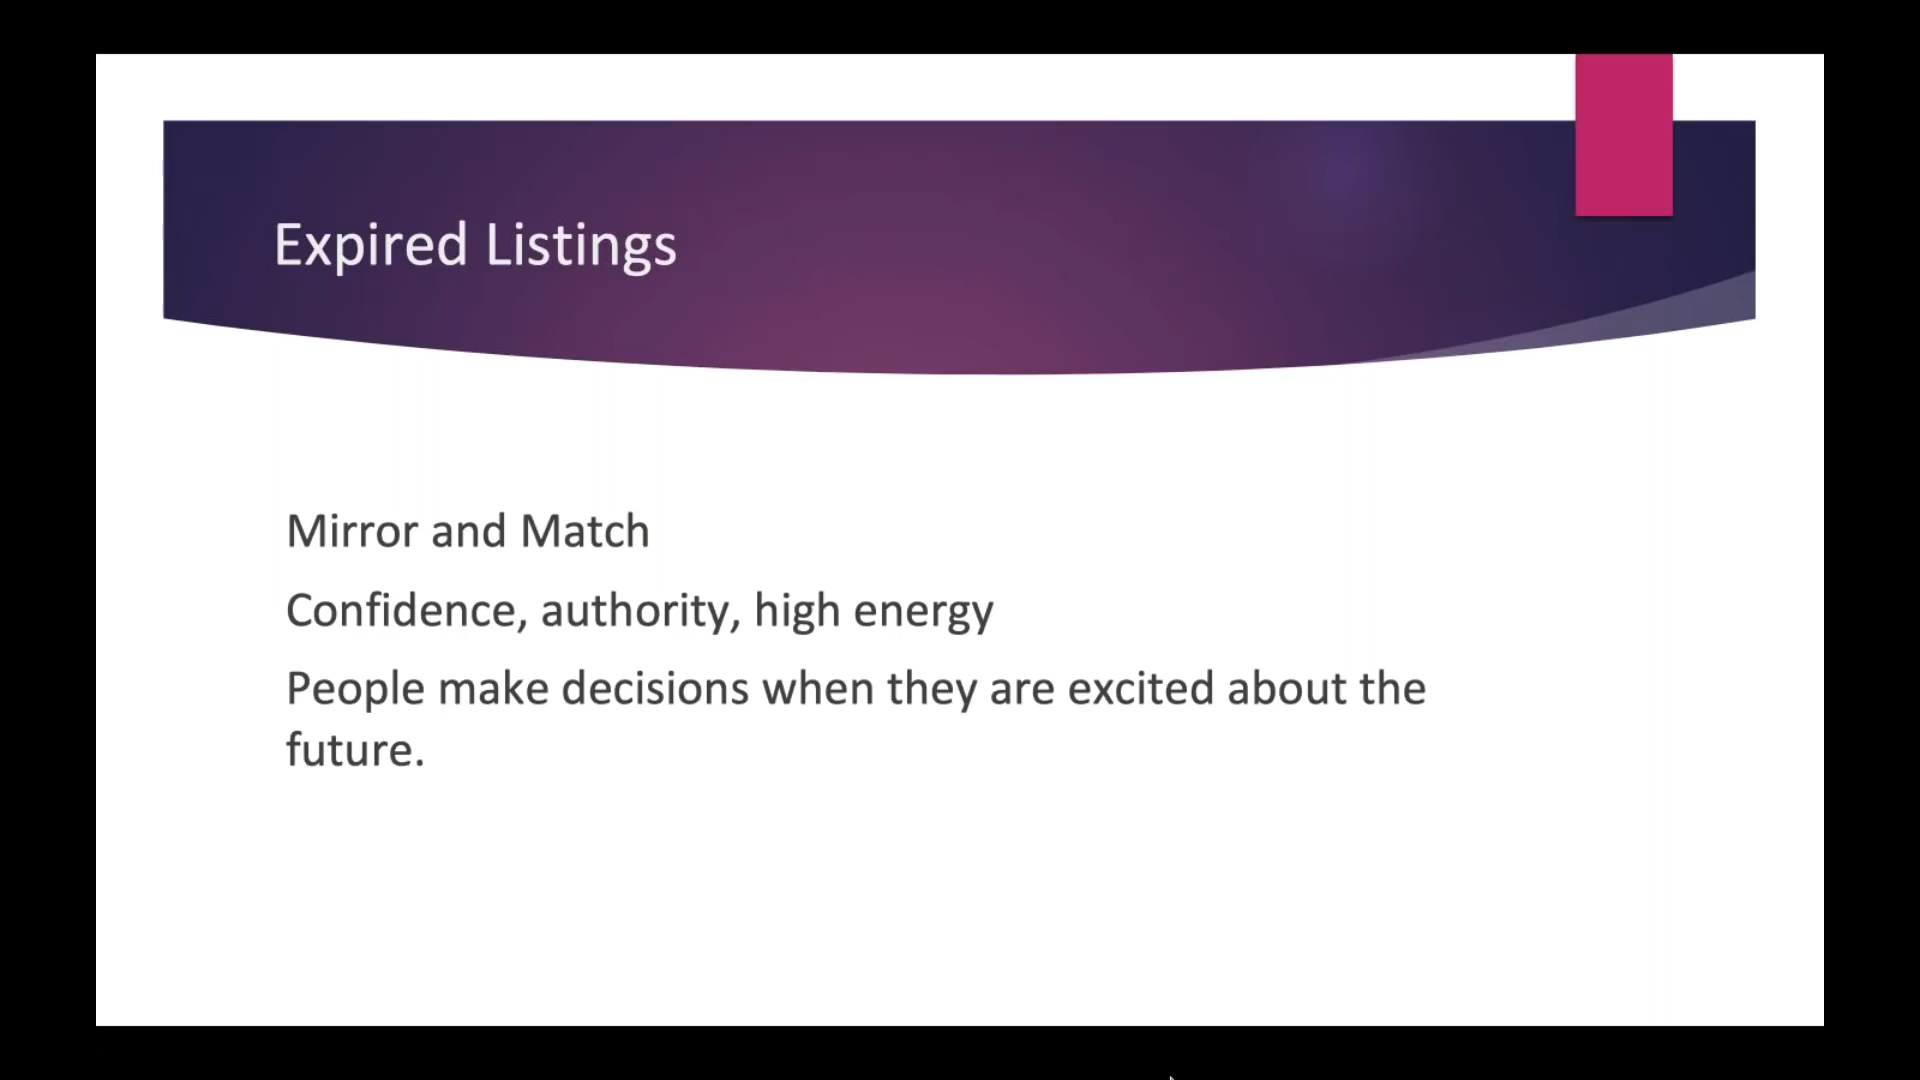 Expired Listings
Mirror and Match
Confidence, authority, high energy
People make decisions when they are excited about the
future.